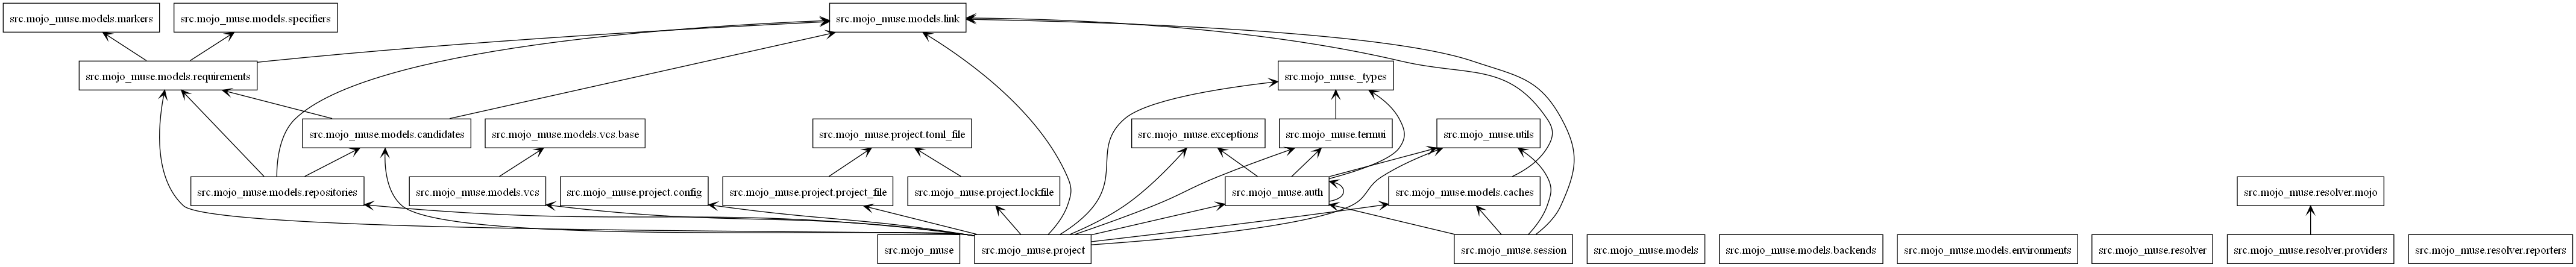 src.mojo_muse.models.markers
src.mojo_muse.models.specifiers
src.mojo_muse.models.link
src.mojo_muse.models.requirements
src.mojo_muse._types
src.mojo_muse.models.candidates
src.mojo_muse.models.vcs.base
src.mojo_muse.project.toml_file
src.mojo_muse.exceptions
src.mojo_muse.termui
src.mojo_muse.utils
src.mojo_muse.models.repositories
src.mojo_muse.models.vcs
src.mojo_muse.project.config
src.mojo_muse.project.project_file
src.mojo_muse.project.lockfile
src.mojo_muse.auth
src.mojo_muse.models.caches
src.mojo_muse.resolver.mojo
src.mojo_muse
src.mojo_muse.project
src.mojo_muse.session
src.mojo_muse.models
src.mojo_muse.models.backends
src.mojo_muse.models.environments
src.mojo_muse.resolver
src.mojo_muse.resolver.providers
src.mojo_muse.resolver.reporters